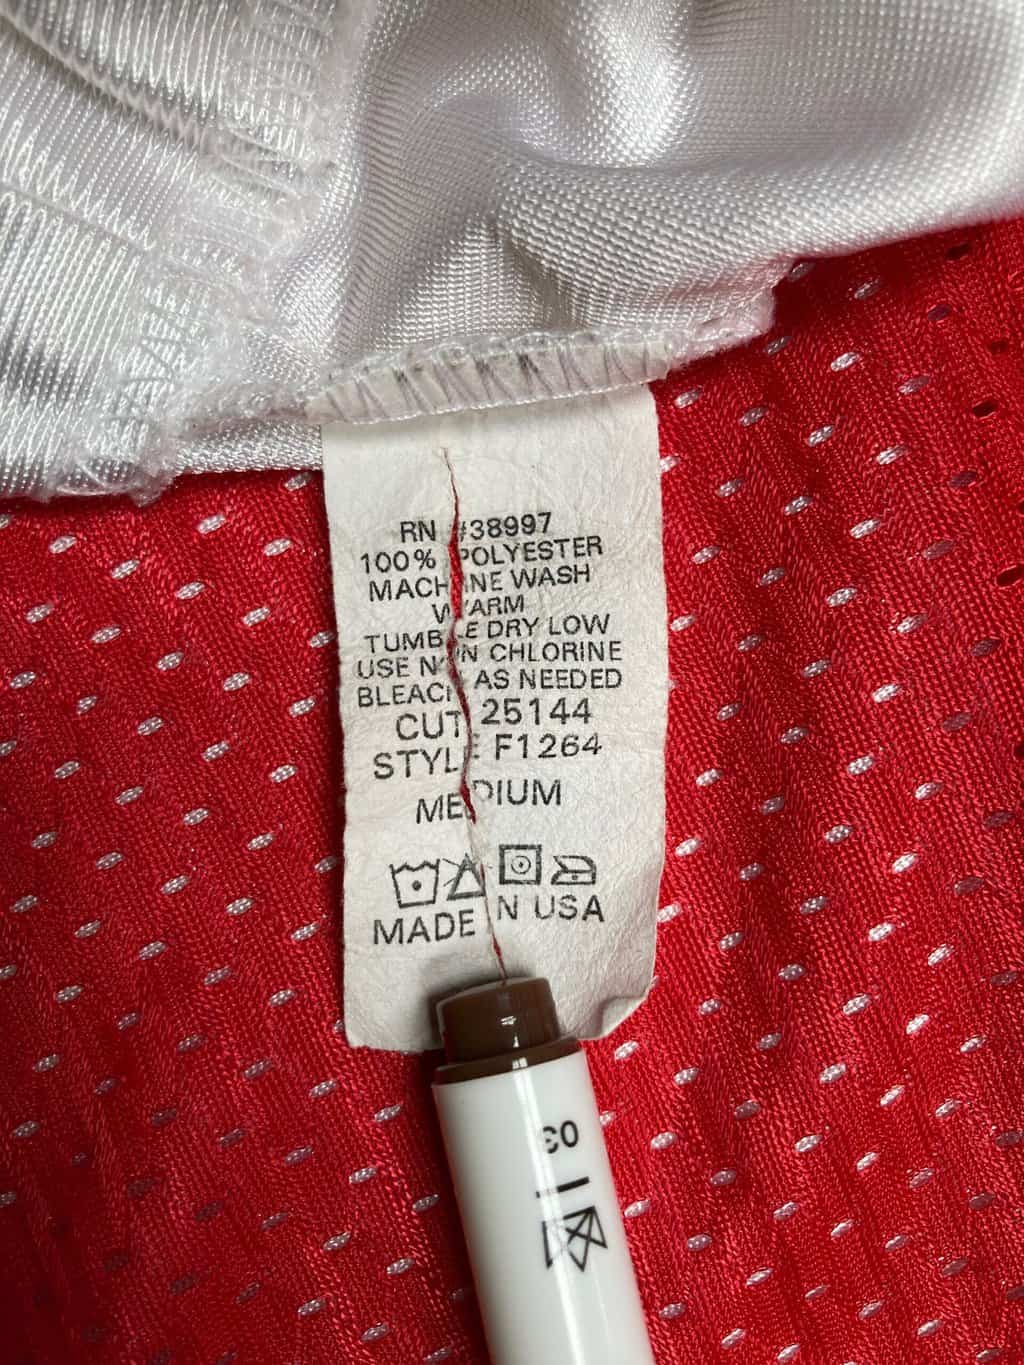 RN #38997
100% POLYESTER
MACHINE WASH
WARM
TUMBLE DRY LOW
USE NON CHLORINE
BLEACH AS NEEDED
CUT 25144
STYLE F1264
MEDIUM
MADE IN USA
03